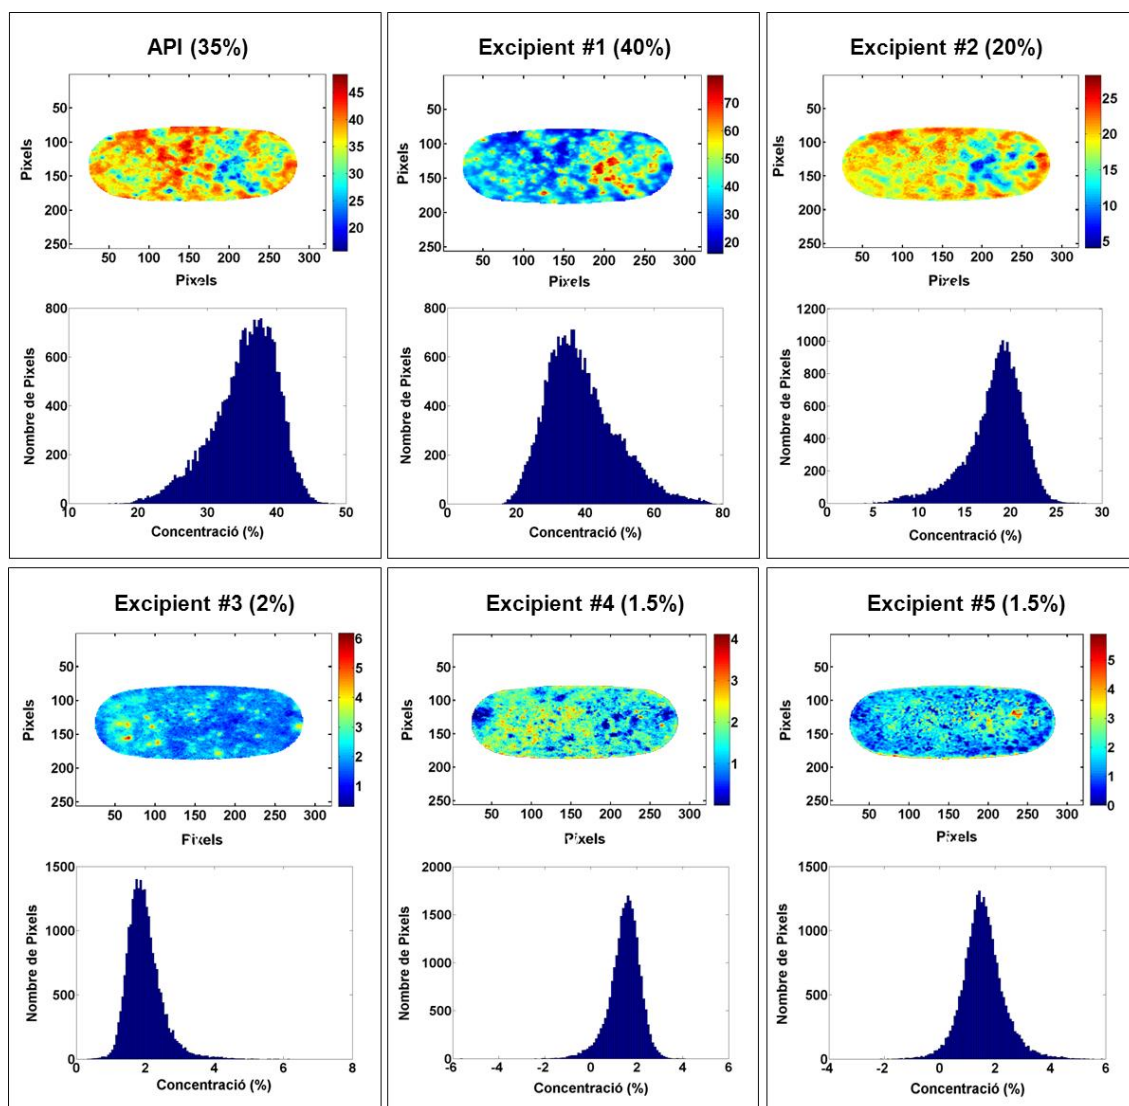 API (35%)
Pixels
50
100
150
200
250
50 100 150 200 250 300
Pixels
45
40
35
30
25
20
Nombre de Pixels
800
600
400
200
0
10 20 30 40 50
Concentració (%)
Excipient #1 (40%)
Pixels
50
100
150
200
250
50 100 150 200 250 300
Pixels
70
60
50
40
30
20
Nombre de Pixels
800
600
400
200
0
0 20 40 60 80
Concentració (%)
Excipient #2 (20%)
Pixels
50
100
150
200
250
50 100 150 200 250 300
Pixels
25
20
15
10
5
Nombre de Pixels
1200
1000
800
600
400
200
0
0 5 10 15 20 25 30
Concentració (%)
Excipient #3 (2%)
Pixels
50
100
150
200
250
50 100 150 200 250 300
Pixels
6
5
4
3
2
1
Nombre de Pixels
1500
1000
500
0
0 2 4 6 8
Concentració (%)
Excipient #4 (1.5%)
Pixels
50
100
150
200
250
50 100 150 200 250 300
Pixels
4
3
2
1
Nombre de Pixels
2000
1500
1000
500
0
-6 -4 -2 0 2 4 6
Concentració (%)
Excipient #5 (1.5%)
Pixels
50
100
150
200
250
50 100 150 200 250 300
Pixels
5
4
3
2
1
0
Nombre de Pixels
1500
1000
500
0
-4 -2 0 2 4 6
Concentració (%)